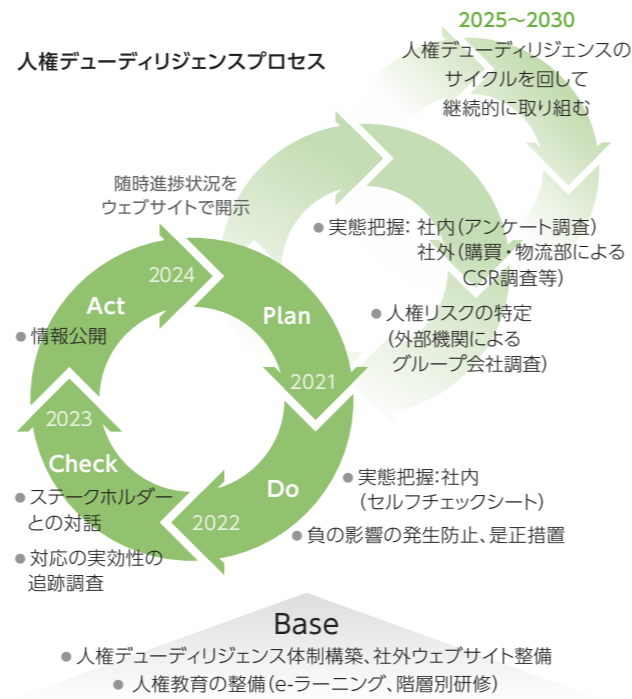 2025～2030
人権デューディリジェンスプロセス
人権デューディリジェンスの
サイクルを回して
継続的に取り組む
随時進捗状況を
ウェブサイトで開示
2024
Act
● 情報公開
Plan
● 実態把握：社内（アンケート調査）
社外（購買・物流部による
CSR調査等）
● 人権リスクの特定
（外部機関による
グループ会社調査）
2021
2023
Check
● ステークホルダー
との対話
● 対応の実効性の
追跡調査
Do
2022
● 実態把握：社内
（セルフチェックシート）
● 負の影響の発生防止、是正措置
Base
● 人権デューディリジェンス体制構築、社外ウェブサイト整備
● 人権教育の整備（e-ラーニング、階層別研修）